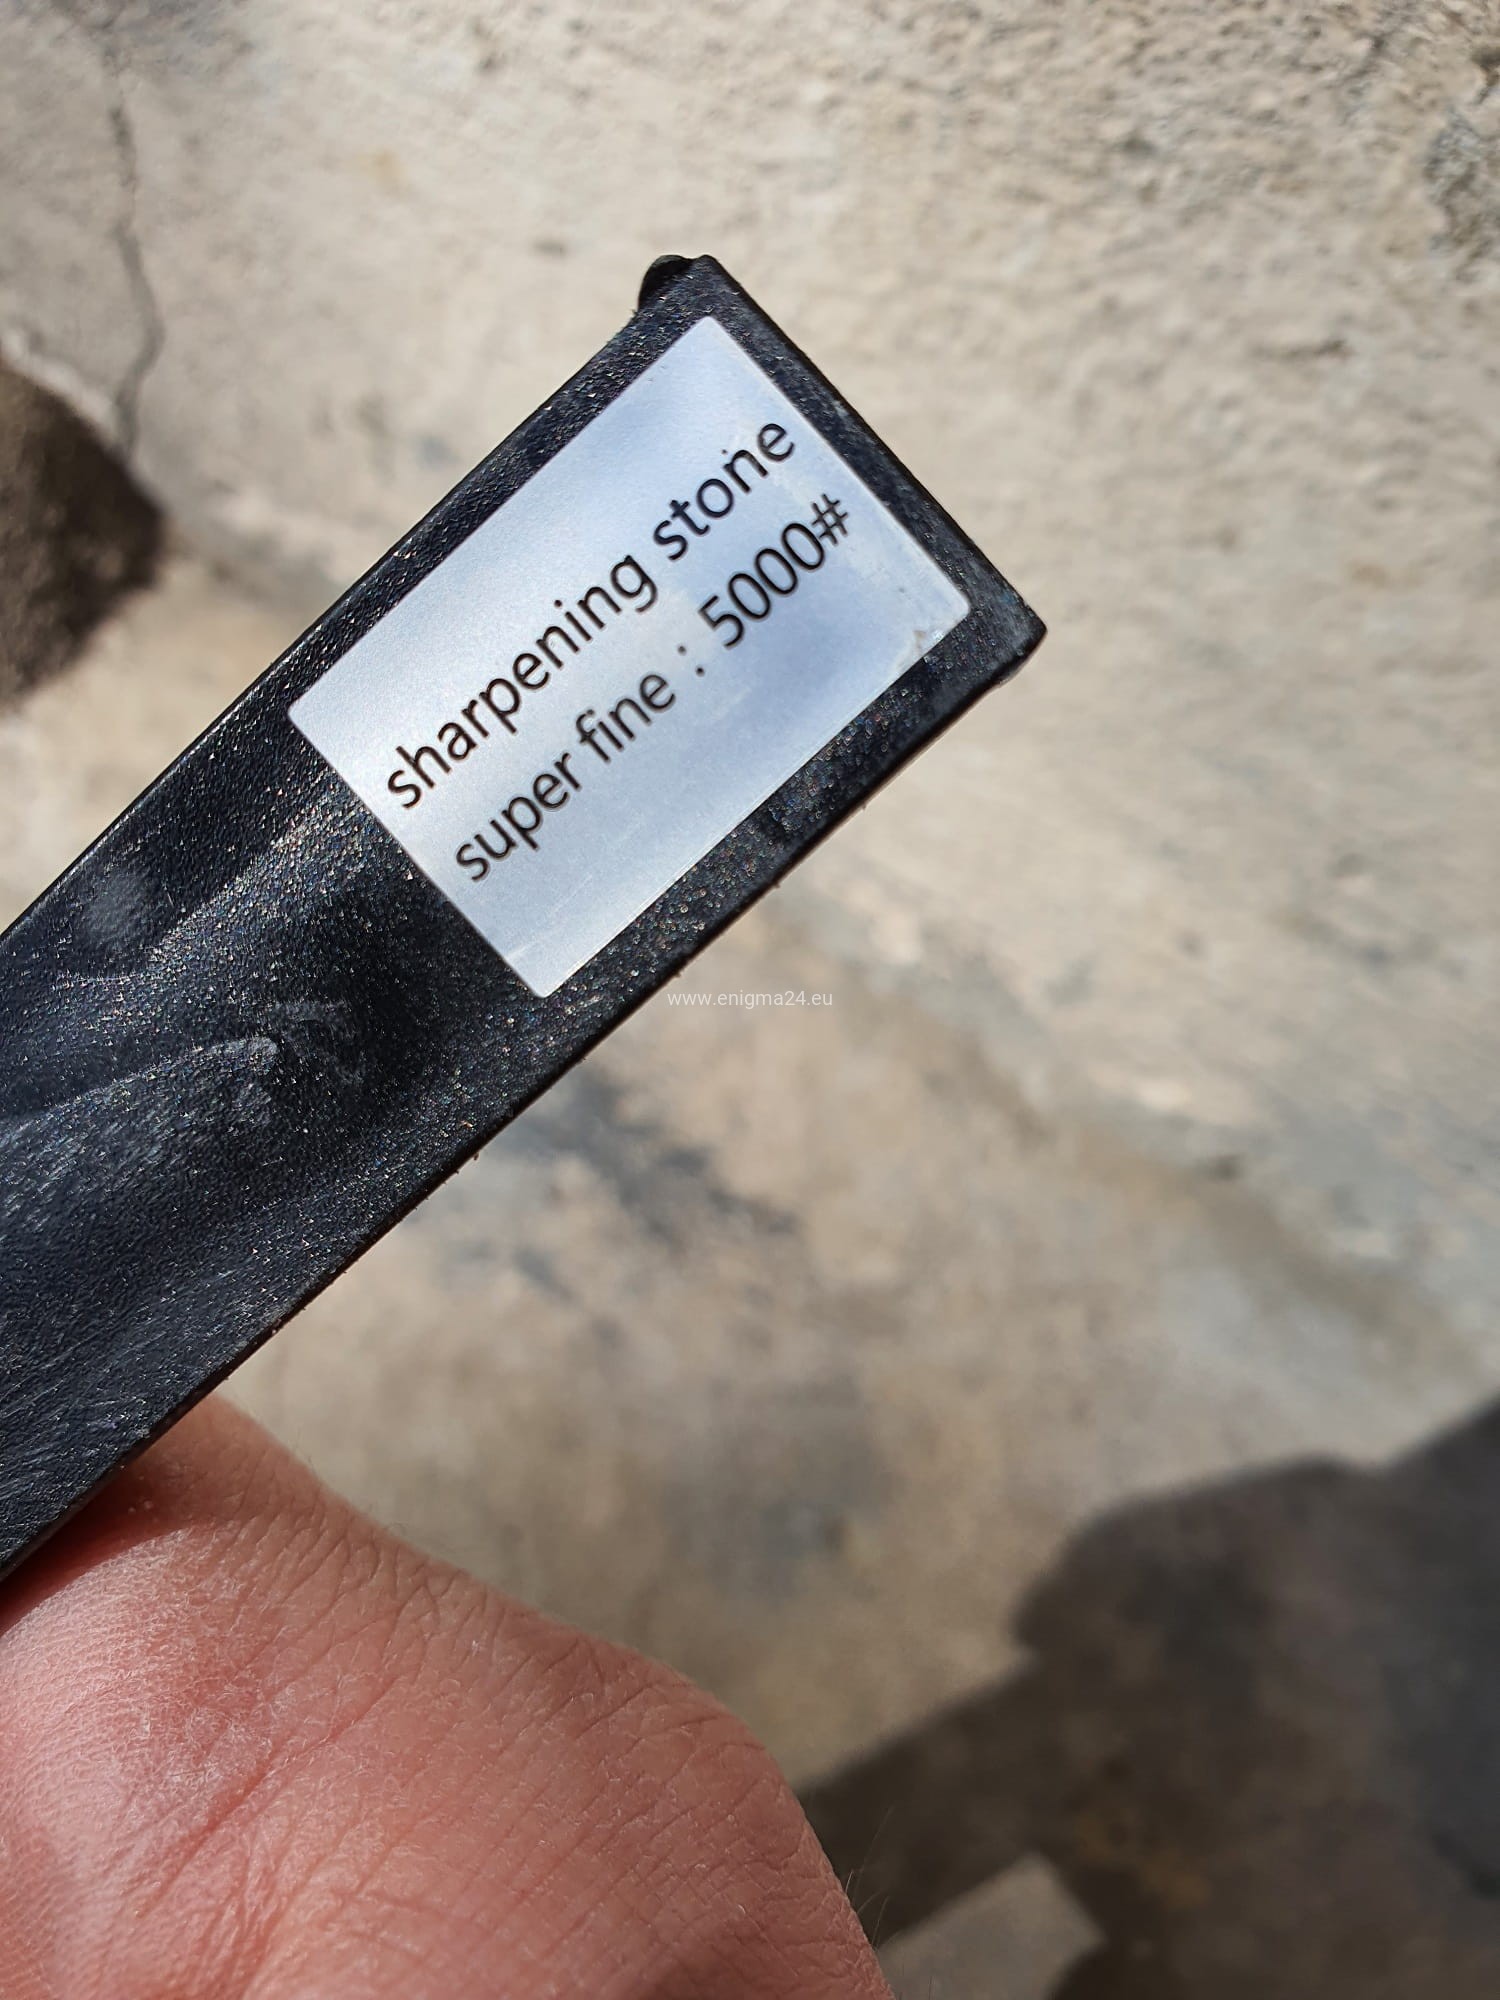 sharpening stone
super fine : 5000#
www.enigma24.eu